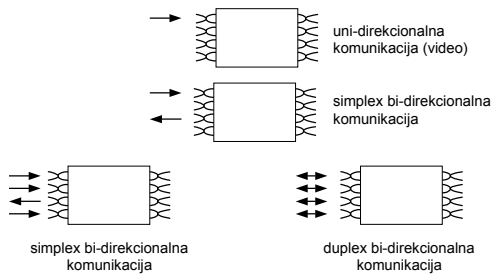 uni-direkcionalna
komunikacija (video)
simplex bi-direkcionalna
komunikacija
simplex bi-direkcionalna
komunikacija
duplex bi-direkcionalna
komunikacija